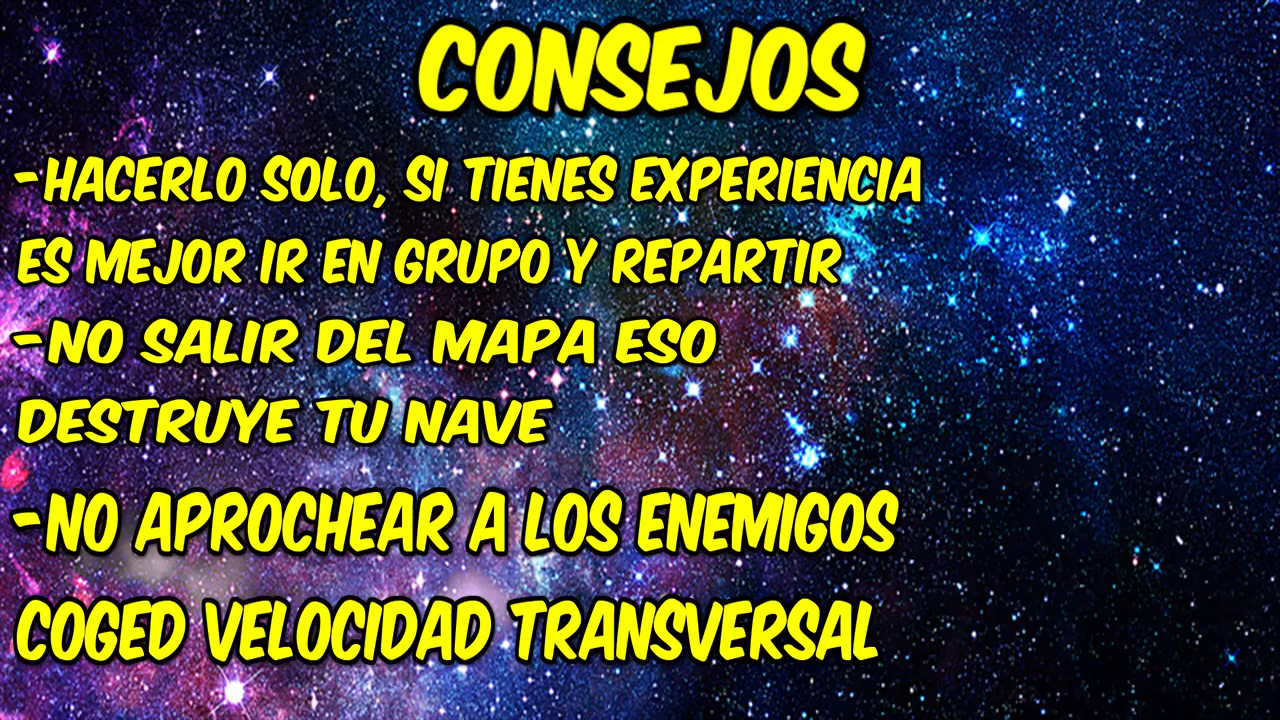 CONSEJOS
-HACERLO SOLO, SI TIENES EXPERIENCIA
ES MEJOR IR EN GRUPO Y REPARTIR
-NO SALIR DEL MAPA ESO
DESTRUYE TU NAVE
-NO APROCHEAR A LOS ENEMIGOS
COGED VELOCIDAD TRANSVERSAL